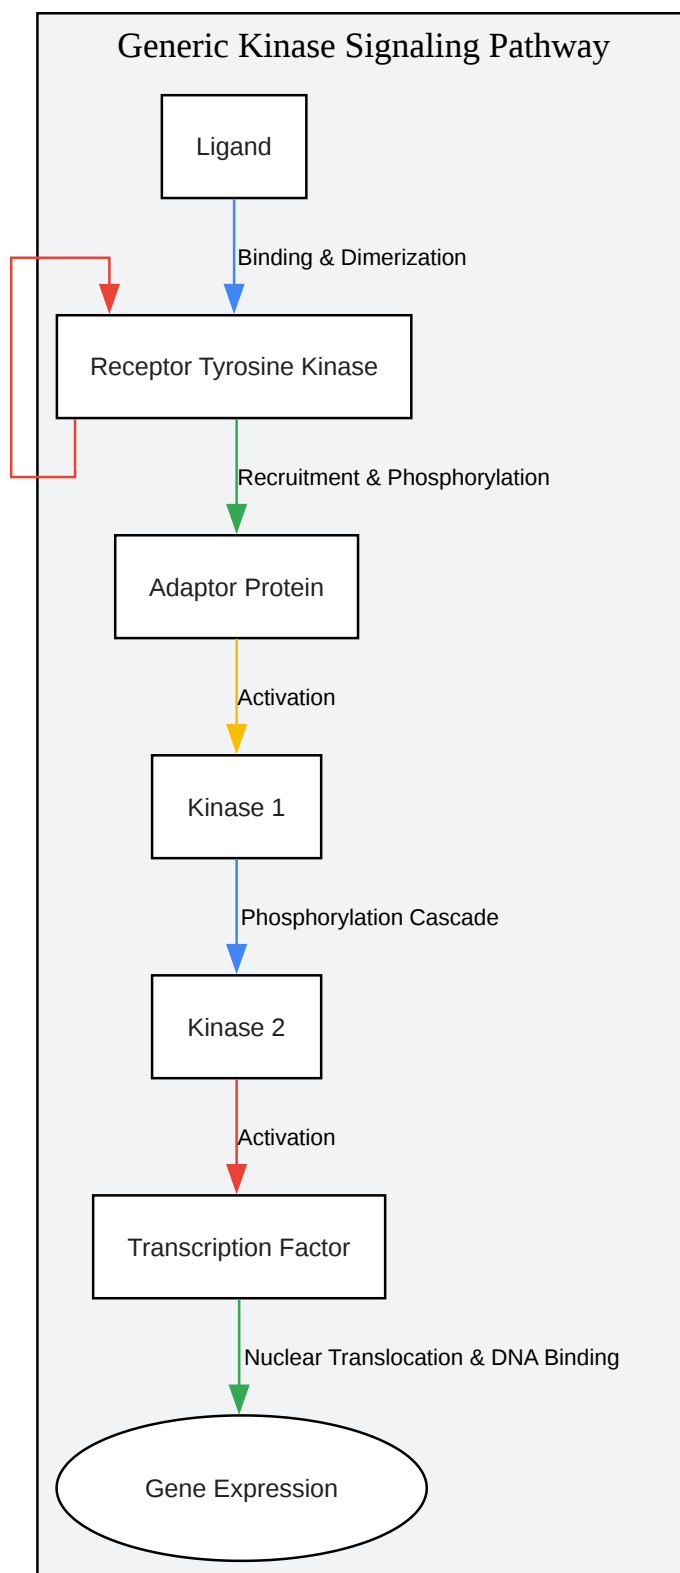 Generic Kinase Signaling Pathway
Ligand
Binding & Dimerization
Receptor Tyrosine Kinase
Recruitment & Phosphorylation
Adaptor Protein
Activation
Kinase 1
Phosphorylation Cascade
Kinase 2
Activation
Transcription Factor
Nuclear Translocation & DNA Binding
Gene Expression